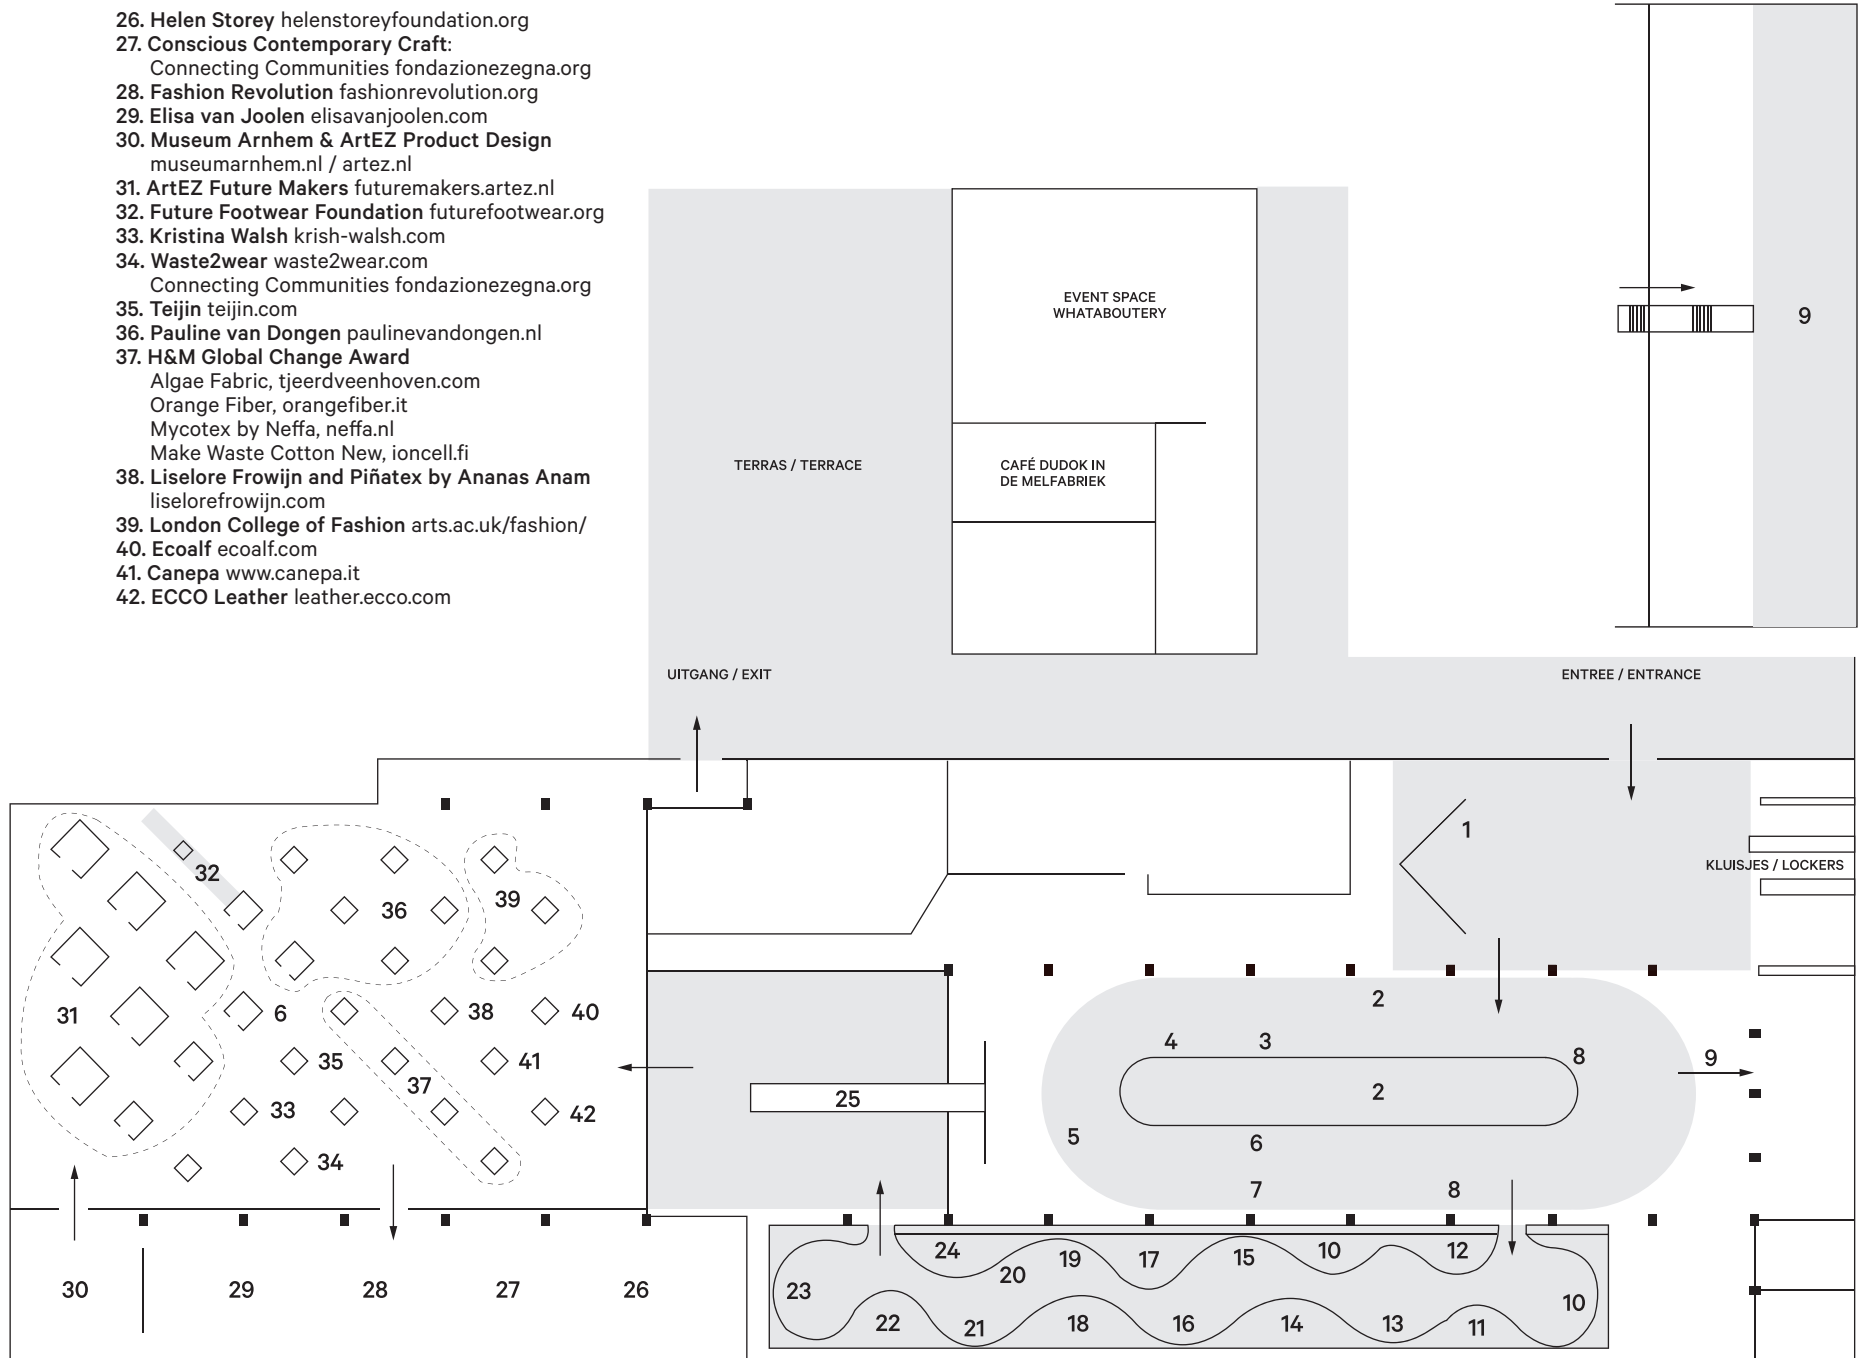 26. Helen Storey helenstoreyfoundation.org
27. Conscious Contemporary Craft:
Connecting Communities fondazionezegna.org
28. Fashion Revolution fashionrevolution.org
29. Elisa van Joolen elisavanjoolen.com
30. Museum Arnhem & ArtEZ Product Design
museumarnhem.nl / artez.nl
31. ArtEZ Future Makers futuremakers.artez.nl
32. Future Footwear Foundation futurefootwear.org
33. Kristina Walsh krish-walsh.com
34. Waste2wear waste2wear.com
Connecting Communities fondazionezegna.org
35. Teijin teijin.com
36. Pauline van Dongen paulinevandongen.nl
37. H&M Global Change Award
Algae Fabric, tjeerdveenhoven.com
Orange Fiber, orangefiber.it
Mycotex by Neffa, neffa.nl
Make Waste Cotton New, ioncell.fi
38. Liselore Frowijn and Piñatex by Ananas Anam
liselorefrowijn.com
39. London College of Fashion arts.ac.uk/fashion/
40. Ecoalf ecoalf.com
41. Canepa www.canepa.it
42. ECCO Leather leather.ecco.com
EVENT SPACE
WHATABOUTERY
9
TERRAS / TERRACE
CAFÉ DUDOK IN
DE MELFABRIEK
UITGANG / EXIT
ENTREE / ENTRANCE
1
KLUISJES / LOCKERS
32
36
39
31
6
38
40
35
41
37
33
42
34
25
2
4
3
8
9
2
5
6
7
8
30
29
28
27
26
24
20
19
17
15
10
12
23
22
21
18
16
14
13
11
10